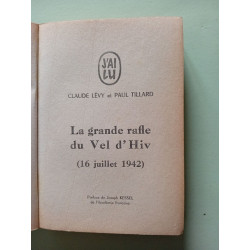 J'AI
LU
CLAUDE LÉVY et PAUL TILLARD
La grande rafle
du Vel d'Hiv
(16 juillet 1942)
Préface de Joseph KESSEL
de l'Académie Française